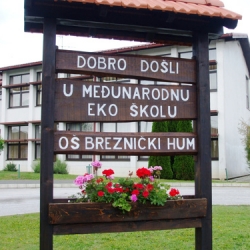 DOBRO DOŠLI
U MEĐUNARODNU
EKO ŠKOLU
OŠ BREZNIČKI HUM